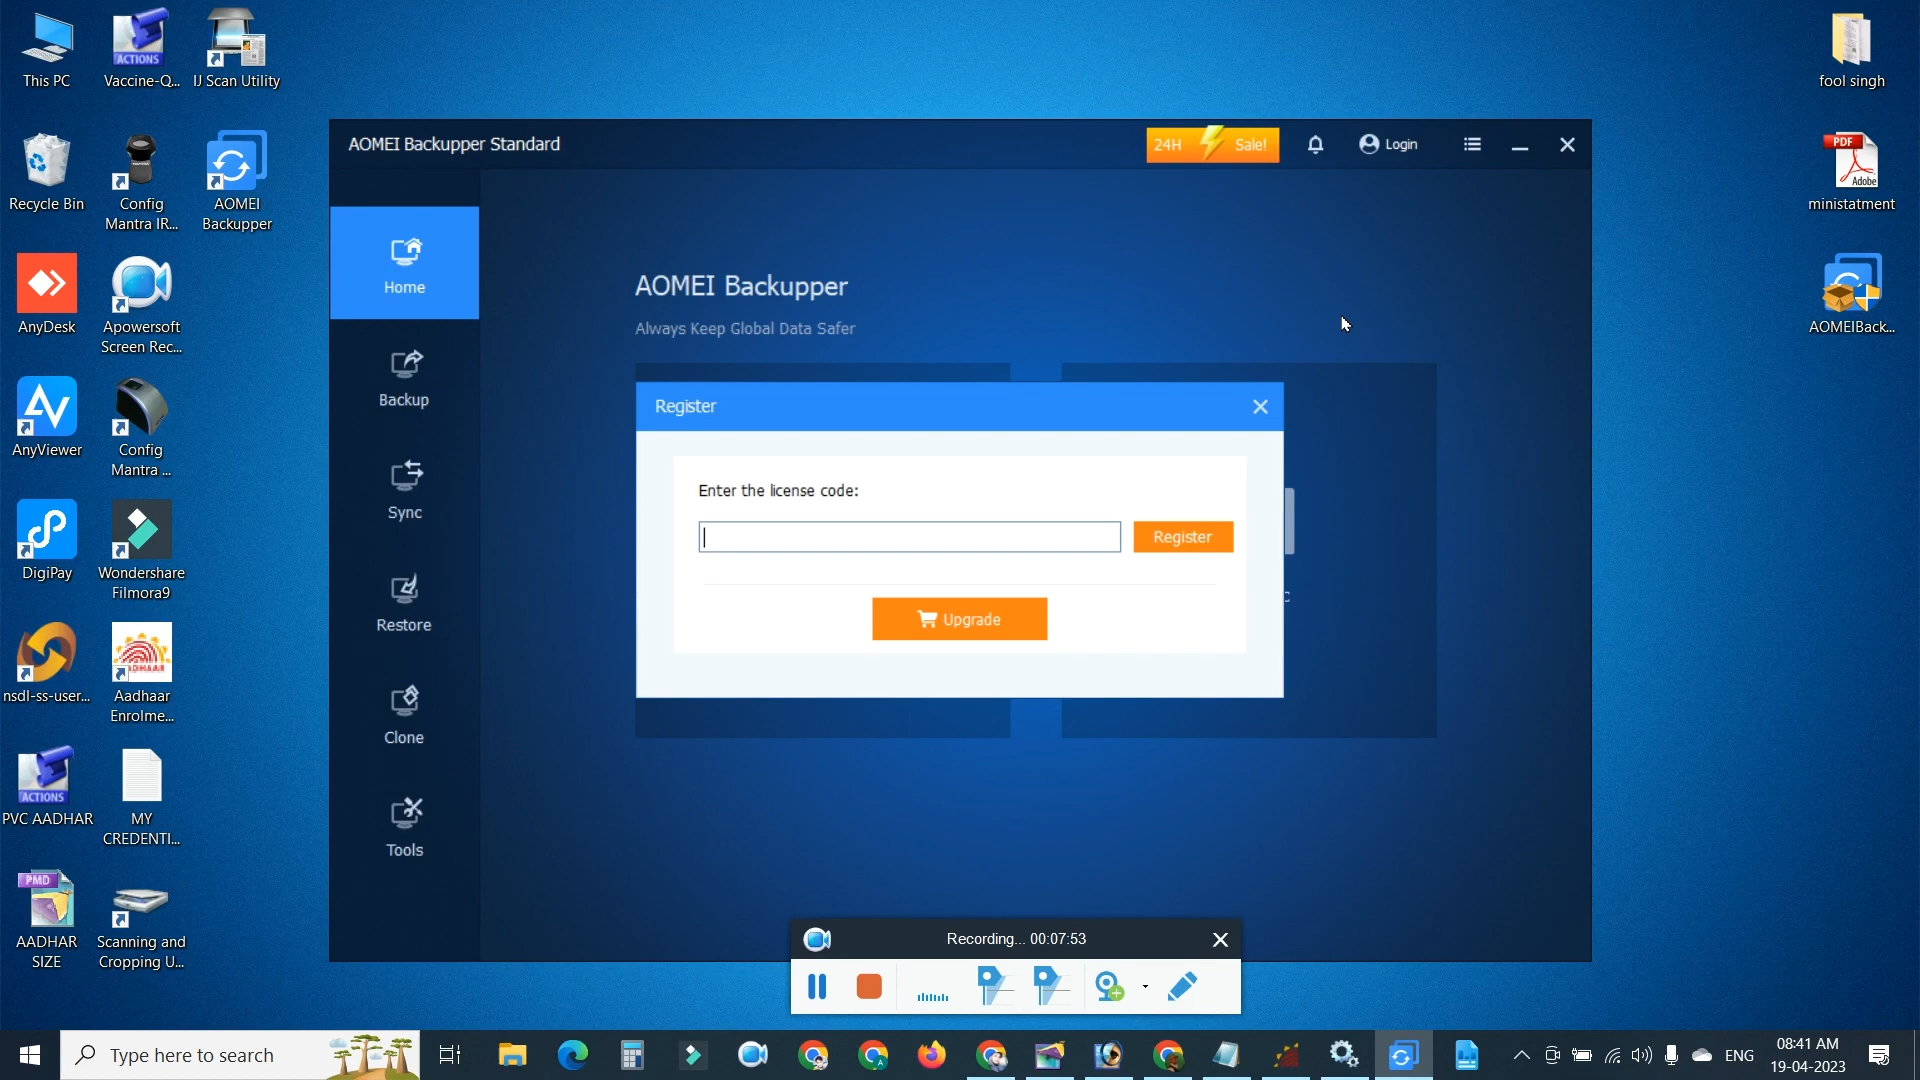 This PC
Vaccine-Q...
IJ Scan Utility
Recycle Bin
Config
Mantra IR...
AOMEI
Backupper
AnyDesk
Apowersoft
Screen Rec...
AnyViewer
Config
Mantra ...
DigiPay
Wondershare
Filmora9
nsdl-ss-user...
Aadhaar
Enrolme...
PVC AADHAR
MY
CREDENTI...
AADHAR
SIZE
Scanning and
Cropping U...
ACTIONS
ACTIONS
PMD
AOMEI Backupper Standard
24H Sale!
Login
Home
Backup
Sync
Restore
Clone
Tools
AOMEI Backupper
Always Keep Global Data Safer
Register
Enter the license code:
Register
Upgrade
Recording... 00:07:53
fool singh
PDF
Adobe
ministatment
AOMEIBack...
Type here to search
ENG
08:41 AM
19-04-2023